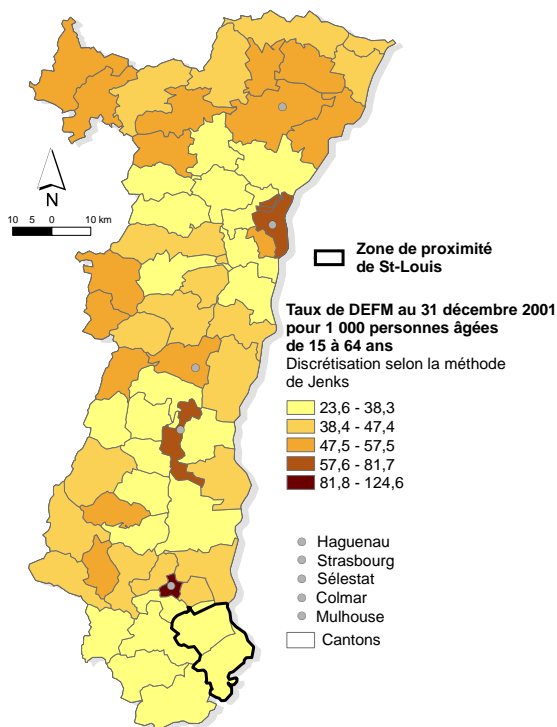 N
10 5 0 10 km
Zone de proximité
de St-Louis
Taux de DEFM au 31 décembre 2001
pour 1 000 personnes âgées
de 15 à 64 ans
Discrétisation selon la méthode
de Jenks
23,6 - 38,3
38,4 - 47,4
47,5 - 57,5
57,6 - 81,7
81,8 - 124,6
Haguenau
Strasbourg
Sélestat
Colmar
Mulhouse
Cantons